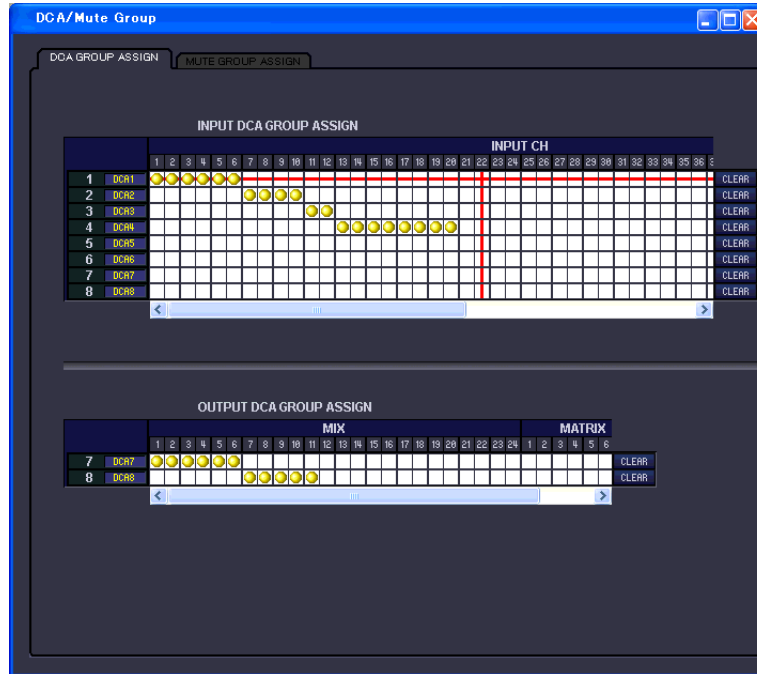 DCA/Mute Group
DCA GROUP ASSIGN MUTE GROUP ASSIGN
INPUT DCA GROUP ASSIGN
INPUT CH
1 2 3 4 5 6 7 8 9 10 11 12 13 14 15 16 17 18 19 20 21 22 23 24 25 26 27 28 29 30 31 32 33 34 35 36
1 DCA1 CLEAR
2 DCA2 CLEAR
3 DCA3 CLEAR
4 DCA4 CLEAR
5 DCA5 CLEAR
6 DCA6 CLEAR
7 DCA7 CLEAR
8 DCA8 CLEAR
OUTPUT DCA GROUP ASSIGN
MIX MATRIX
1 2 3 4 5 6 7 8 9 10 11 12 13 14 15 16 17 18 19 20 21 22 23 24 1 2 3 4 5 6
7 DCA7 CLEAR
8 DCA8 CLEAR